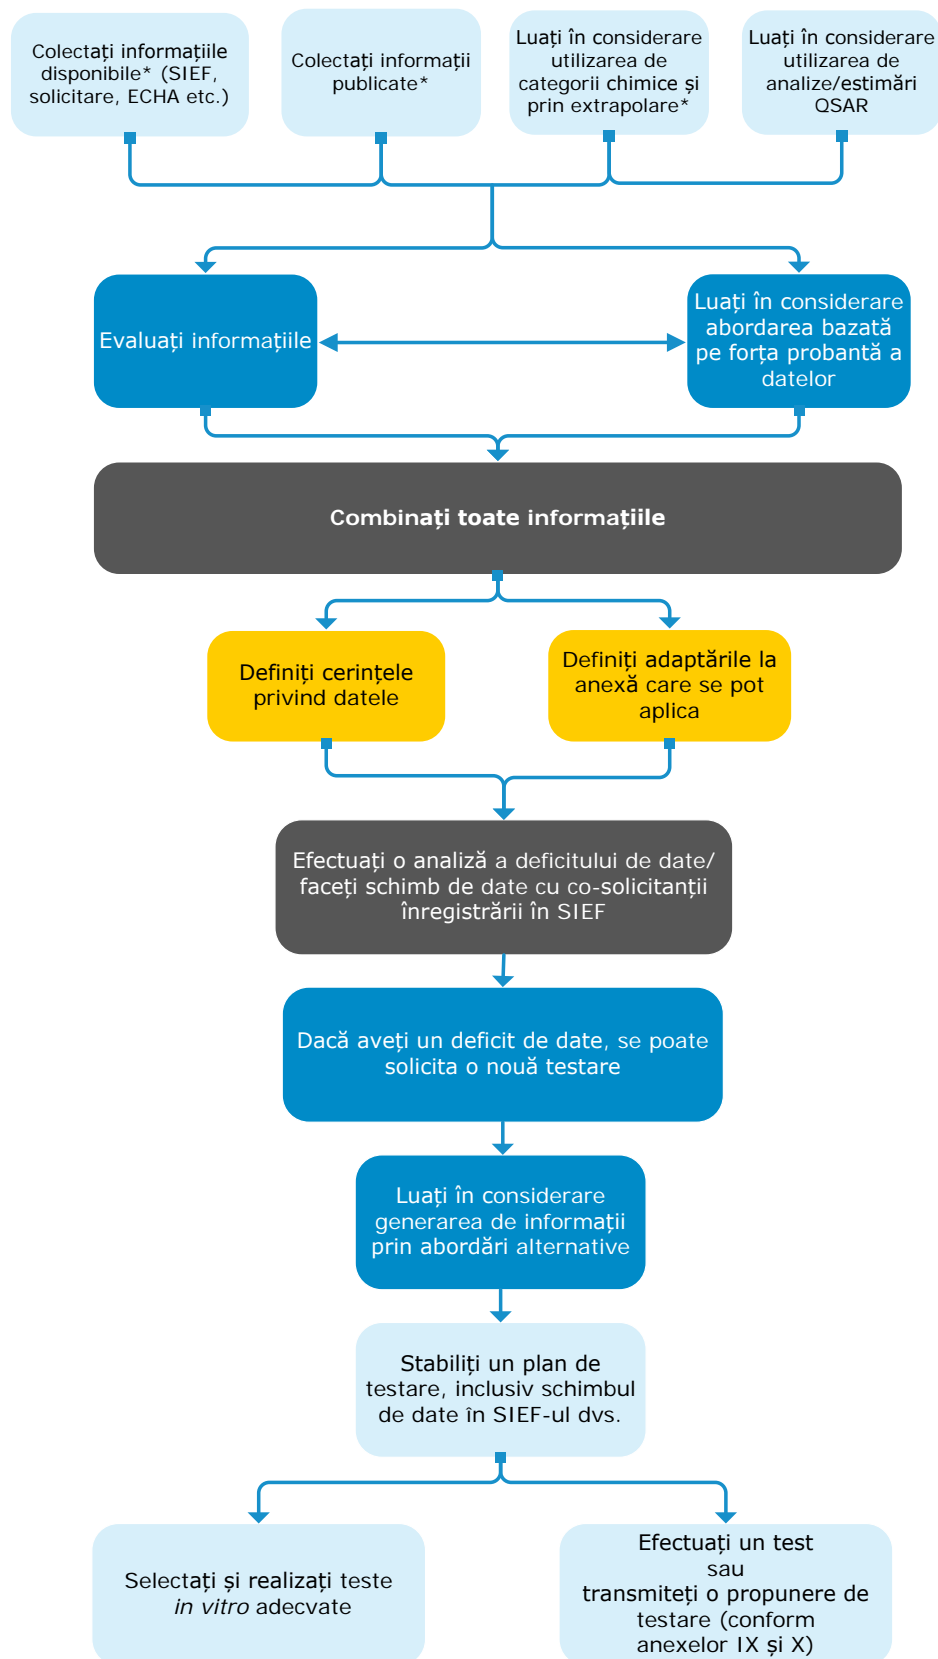 Colectați informațiile
disponibile* (SIEF,
solicitare, ECHA etc.)
Colectați informații
publicate*
Luați în considerare
utilizarea de
categorii chimice și
prin extrapolare*
Luați în considerare
utilizarea de
analize/estimări
QSAR
Evaluați informațiile
Luați în considerare
abordarea bazată
pe forța probantă a
datelor
Combinați toate informațiile
Definiți cerințele
privind datele
Definiți adaptările la
anexă care se pot
aplica
Efectuați o analiză a deficitului de date/
faceți schimb de date cu co-solicitanții
înregistrării în SIEF
Dacă aveți un deficit de date, se poate
solicita o nouă testare
Luați în considerare
generarea de informații
prin abordări alternative
Stabiliți un plan de
testare, inclusiv schimbul
de date în SIEF-ul dvs.
Selectați și realizați teste
in vitro adecvate
Efectuați un test
sau
transmiteți o propunere de
testare (conform
anexelor IX și X)